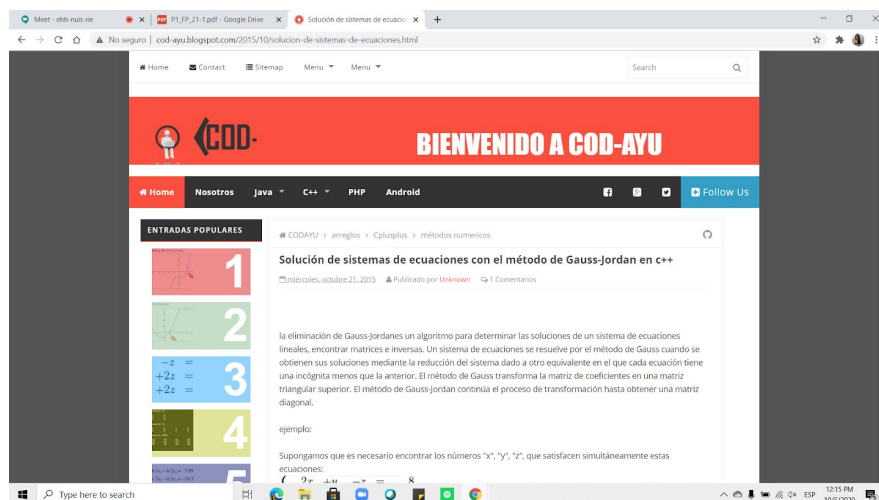 Meet - ehh-nuis-rie
P1_FP_21-1.pdf - Google Drive
Solución de sistemas de ecuacio
No seguro | cod-ayu.blogspot.com/2015/10/solucion-de-sistemas-de-ecuaciones.html
Home Contact Sitemap Menu Menu Search
COD-
BIENVENIDO A COD-AYU
Home Nosotros Java C++ PHP Android Follow Us
ENTRADAS POPULARES
1
2
-z =
+2z =
+2z =
3
4
CODAYU > arreglos > Cplusplus > métodos numericos
Solución de sistemas de ecuaciones con el método de Gauss-Jordan en c++
miércoles, octubre 21, 2015 Publicado por Unknown 1 Comentarios
la eliminación de Gauss-Jordanes un algoritmo para determinar las soluciones de un sistema de ecuaciones
lineales, encontrar matrices e inversas. Un sistema de ecuaciones se resuelve por el método de Gauss cuando se
obtienen sus soluciones mediante la reducción del sistema dado a otro equivalente en el que cada ecuación tiene
una incógnita menos que la anterior. El método de Gauss transforma la matriz de coeficientes en una matriz
triangular superior. El método de Gauss-Jordan continúa el proceso de transformación hasta obtener una matriz
diagonal.
ejemplo:
Supongamos que es necesario encontrar los números "x", "y", "z", que satisfacen simultáneamente estas
ecuaciones:
2x +y -z = 8
Type here to search
ESP
12:15 PM